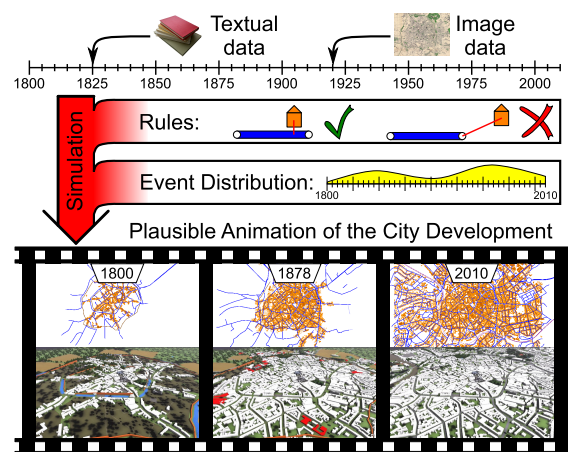 Textual
data
Image
data
1800 1825 1850 1875 1900 1925 1950 1975 2000
Simulation
Rules:
Event Distribution:
1800 2010
Plausible Animation of the City Development
1800 1878 2010